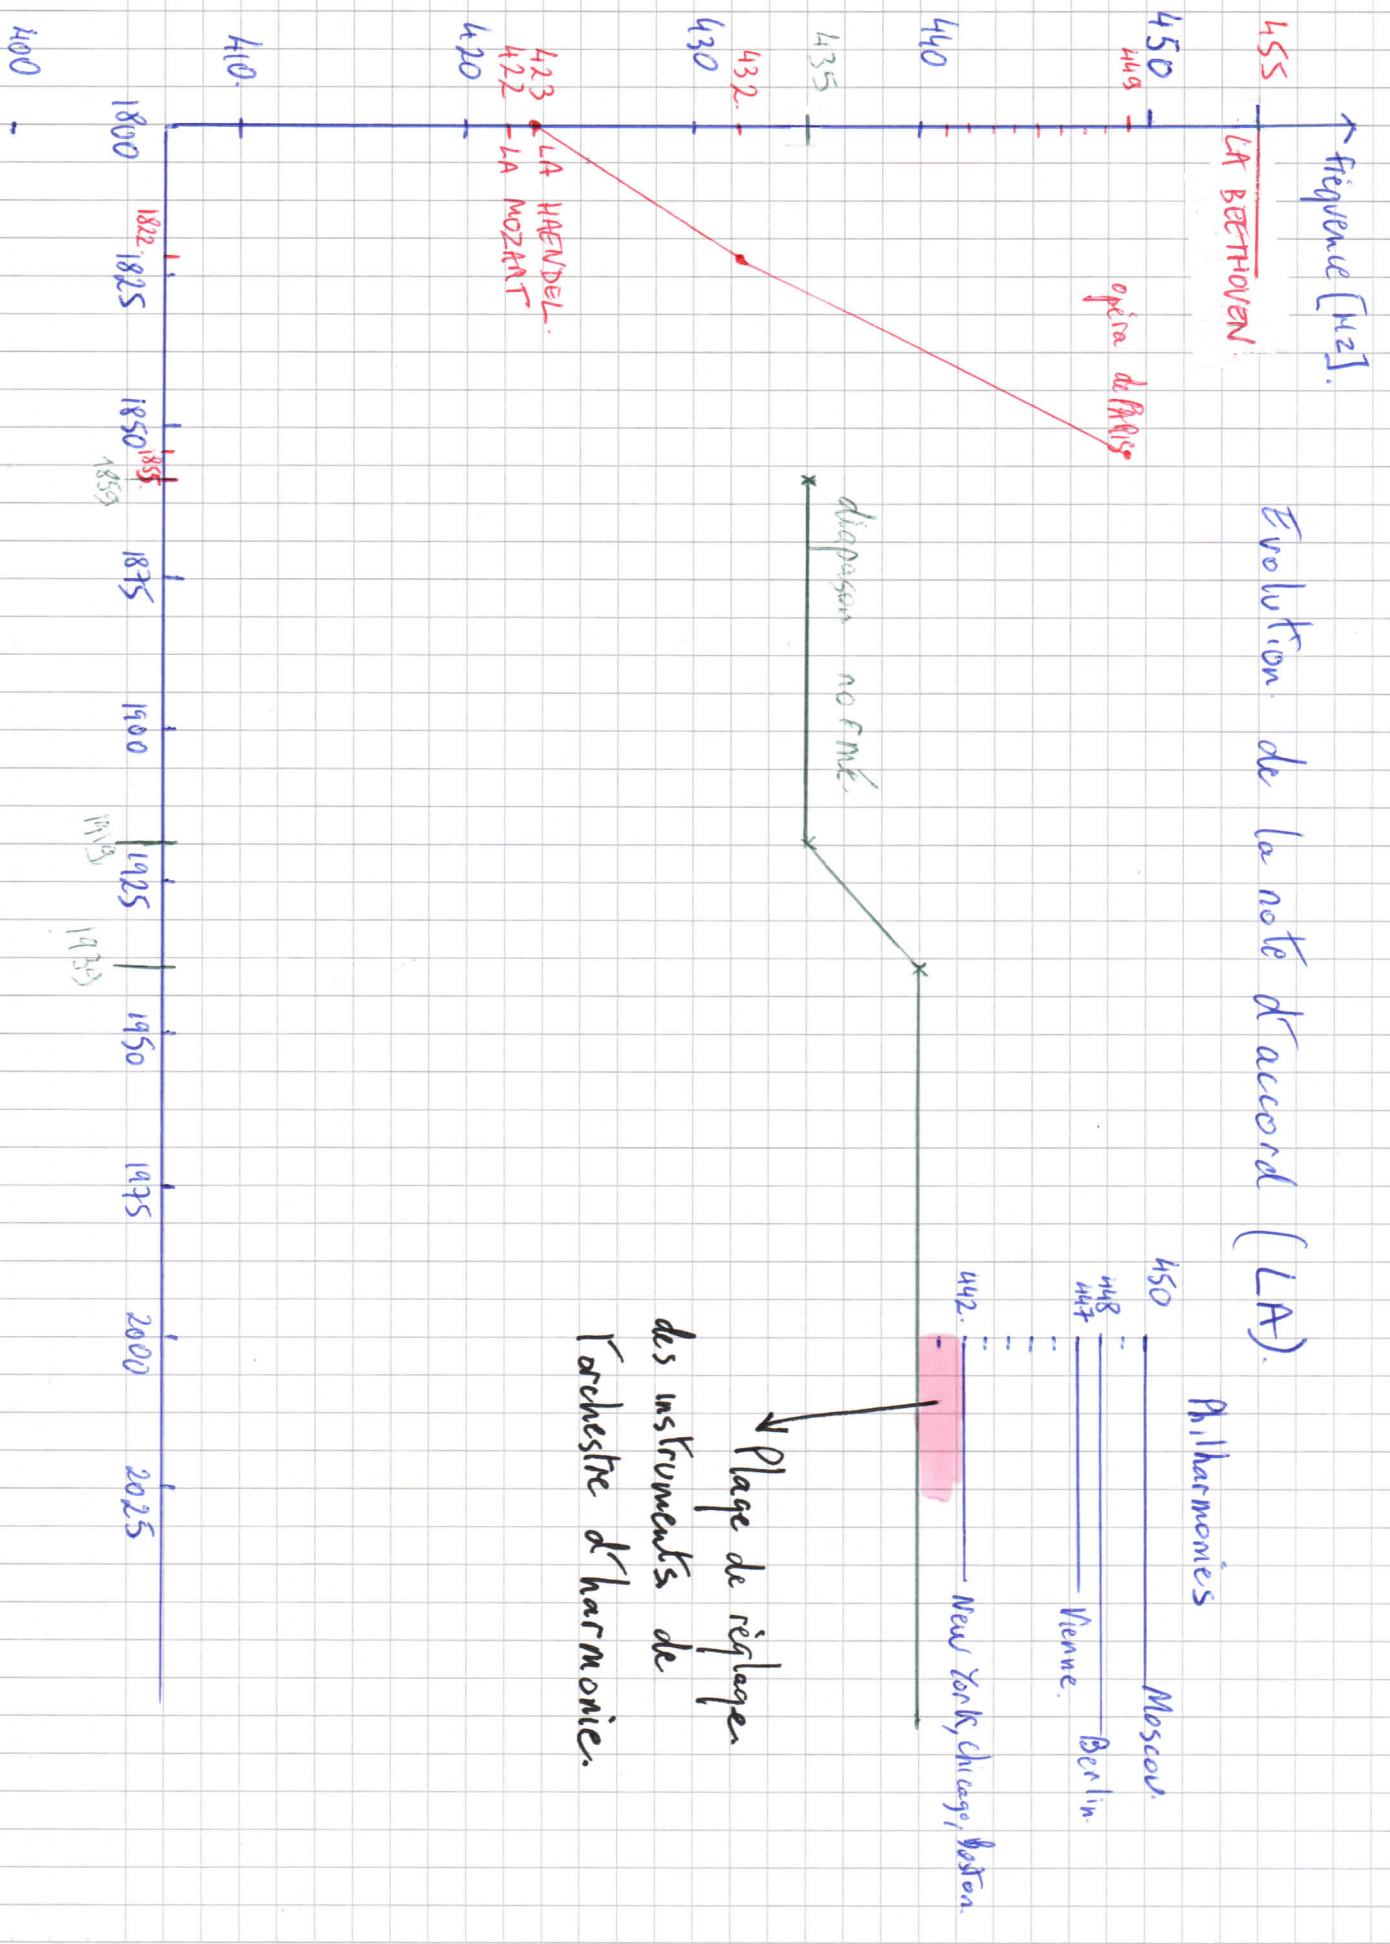 Evolution de la note d'accord (LA).
↑ fréquence [Hz].
455
LA BEETHOVEN
450
449
opéra de PARIS
440
435
432.
430
423 LA HAENDEL.
422 LA MOZART
420
410.
400
diapason normé
Philharmonies
450
Moscou.
448
Berlin.
447
Vienne.
442.
New York, Chicago, Boston.
Plage de réglage
des instruments de
l'orchestre d'harmonie.
1800
1822.
1825
1850
1855.
1859
1875
1900
1919
1925
1939
1950
1975
2000
2025